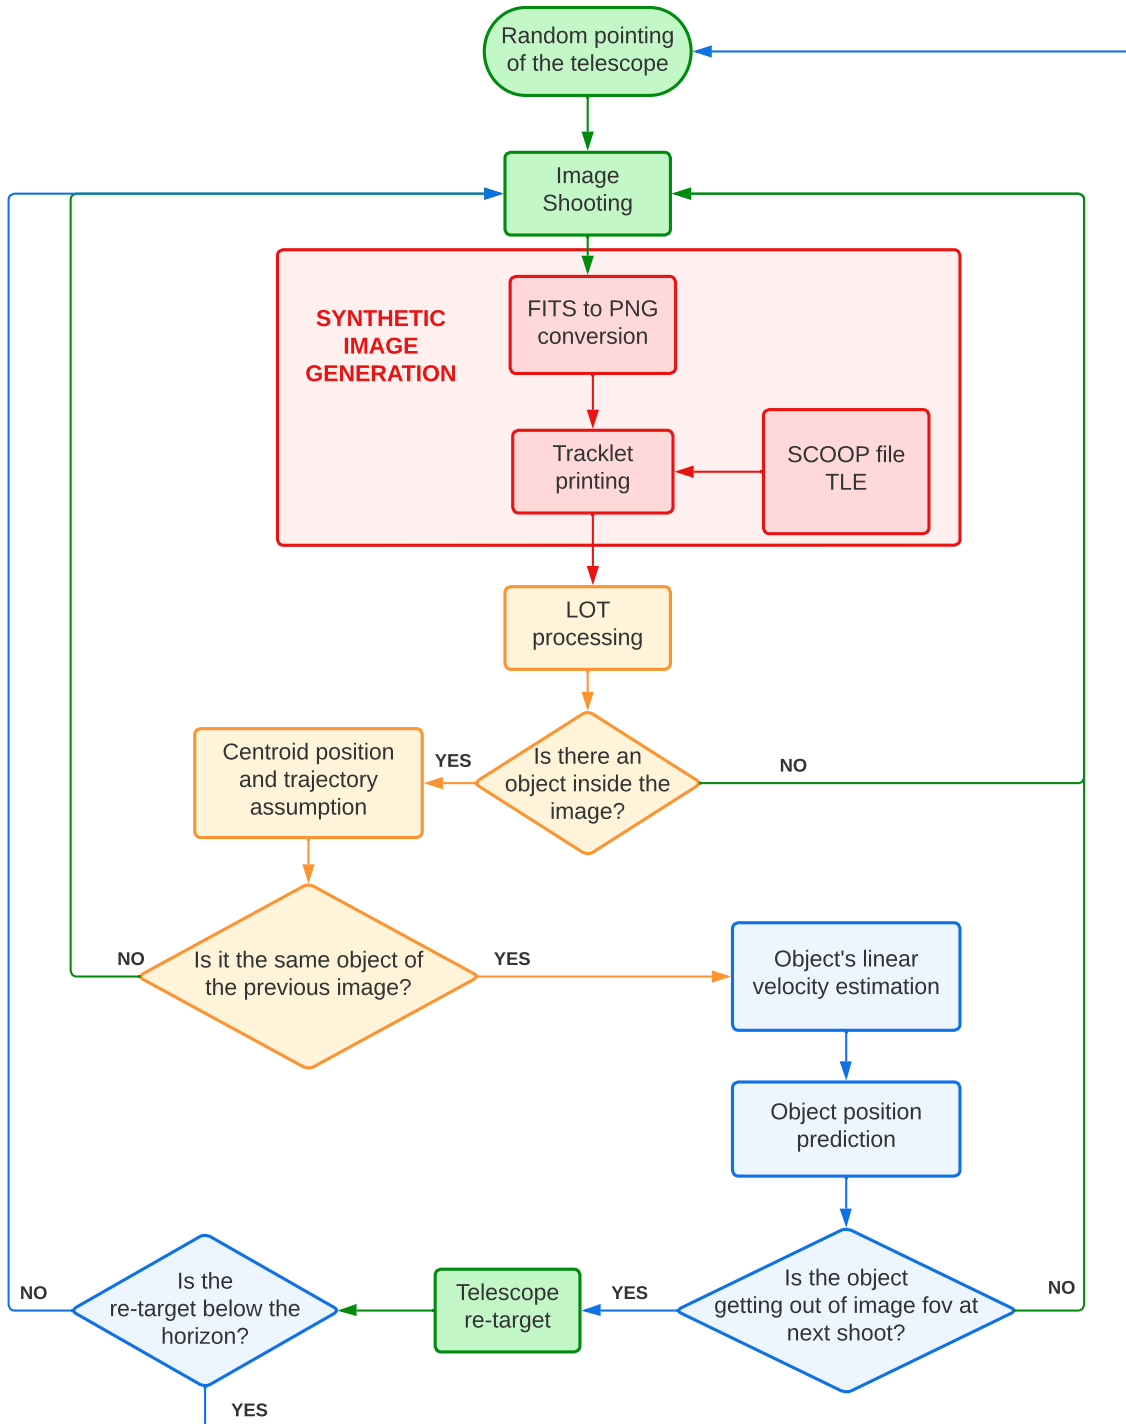 Random pointing
of the telescope
Image
Shooting
SYNTHETIC
IMAGE
GENERATION
FITS to PNG
conversion
Tracklet
printing
SCOOP file
TLE
LOT
processing
Is there an
object inside the
image?
YES
NO
Centroid position
and trajectory
assumption
Is it the same object of
the previous image?
NO
YES
Object's linear
velocity estimation
Object position
prediction
Is the object
getting out of image fov at
next shoot?
YES
NO
Telescope
re-target
Is the
re-target below the
horizon?
NO
YES